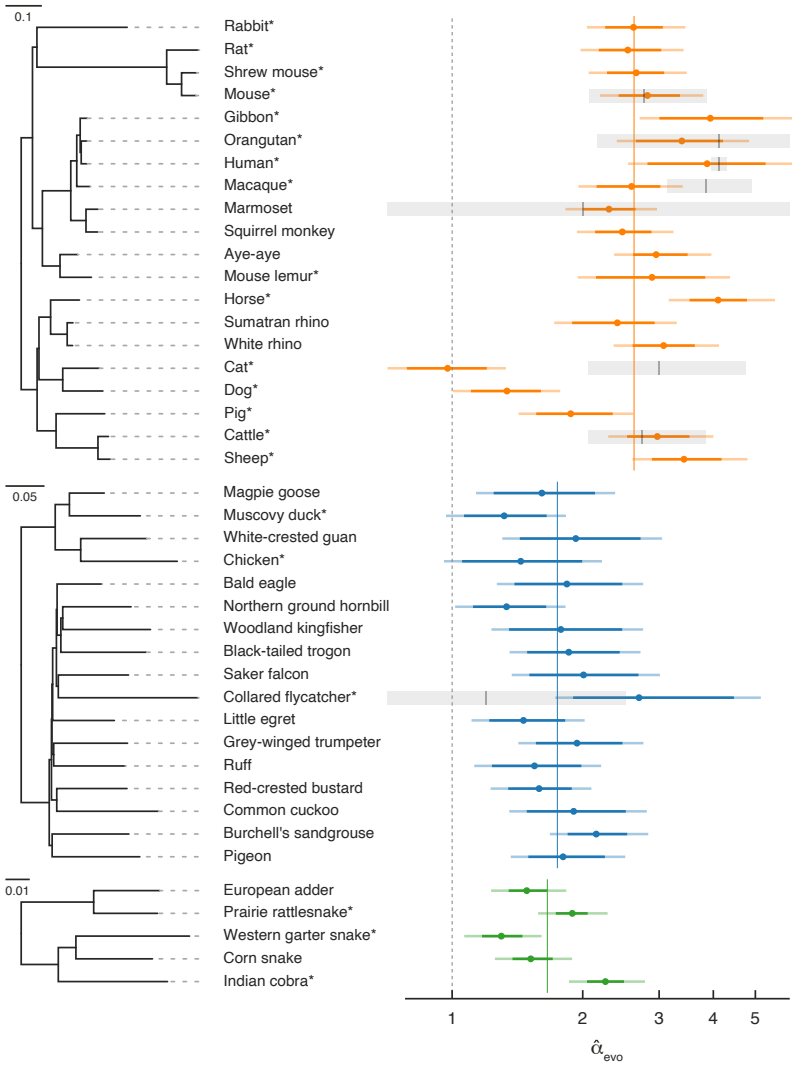 0.1
Rabbit*
Rat*
Shrew mouse*
Mouse*
Gibbon*
Orangutan*
Human*
Macaque*
Marmoset
Squirrel monkey
Aye-aye
Mouse lemur*
Horse*
Sumatran rhino
White rhino
Cat*
Dog*
Pig*
Cattle*
Sheep*
0.05
Magpie goose
Muscovy duck*
White-crested guan
Chicken*
Bald eagle
Northern ground hornbill
Woodland kingfisher
Black-tailed trogon
Saker falcon
Collared flycatcher*
Little egret
Grey-winged trumpeter
Ruff
Red-crested bustard
Common cuckoo
Burchell's sandgrouse
Pigeon
0.01
European adder
Prairie rattlesnake*
Western garter snake*
Corn snake
Indian cobra*
1 2 3 4 5
α̂evo